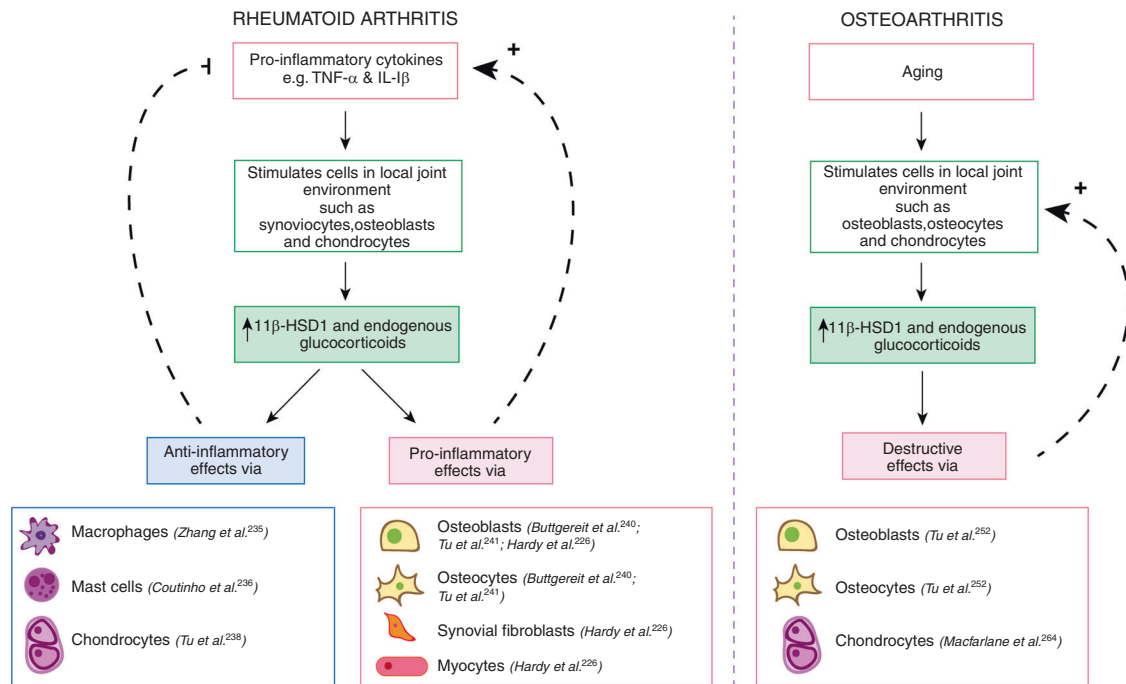 RHEUMATOID ARTHRITIS
Pro-inflammatory cytokines
e.g. TNF-α & IL-Iβ
+
Stimulates cells in local joint
environment
such as
synoviocytes,osteoblasts
and chondrocytes
11β-HSD1 and endogenous
glucocorticoids
Anti-inflammatory
effects via
Pro-inflammatory
effects via
Macrophages (Zhang et al.235)
Mast cells (Coutinho et al.236)
Chondrocytes (Tu et al.238)
Osteoblasts (Buttgereit et al.240;
Tu et al.241; Hardy et al.226)
Osteocytes (Buttgereit et al.240;
Tu et al.241)
Synovial fibroblasts (Hardy et al.226)
Myocytes (Hardy et al.226)
OSTEOARTHRITIS
Aging
Stimulates cells in local joint
environment
such as
osteoblasts,osteocytes
and chondrocytes
+
11β-HSD1 and endogenous
glucocorticoids
Destructive
effects via
Osteoblasts (Tu et al.252)
Osteocytes (Tu et al.252)
Chondrocytes (Macfarlane et al.264)